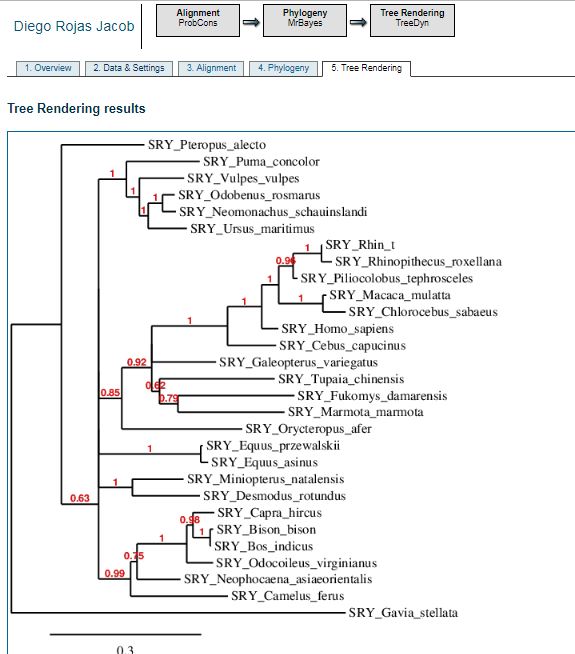 Diego Rojas Jacob
Alignment
ProbCons
Phylogeny
MrBayes
Tree Rendering
TreeDyn
1. Overview
2. Data & Settings
3. Alignment
4. Phylogeny
5. Tree Rendering
Tree Rendering results
SRY_Pteropus_alecto
SRY_Puma_concolor
1
SRY_Vulpes_vulpes
1
SRY_Odobenus_rosmarus
1
SRY_Neomonachus_schauinslandi
1
SRY_Ursus_maritimus
SRY_Rhin_t
1
SRY_Rhinopithecus_roxellana
0.96
SRY_Piliocolobus_tephrosceles
1
SRY_Macaca_mulatta
1
SRY_Chlorocebus_sabaeus
1
SRY_Homo_sapiens
1
SRY_Cebus_capucinus
SRY_Galeopterus_variegatus
0.92
SRY_Tupaia_chinensis
0.62
SRY_Fukomys_damarensis
0.85
0.79
SRY_Marmota_marmota
SRY_Orycteropus_afer
SRY_Equus_przewalskii
1
SRY_Equus_asinus
SRY_Miniopterus_natalensis
1
SRY_Desmodus_rotundus
0.63
SRY_Capra_hircus
0.98
SRY_Bison_bison
1
SRY_Bos_indicus
1
SRY_Odocoileus_virginianus
0.75
SRY_Neophocaena_asiaeorientalis
0.99
SRY_Camelus_ferus
SRY_Gavia_stellata
0.3